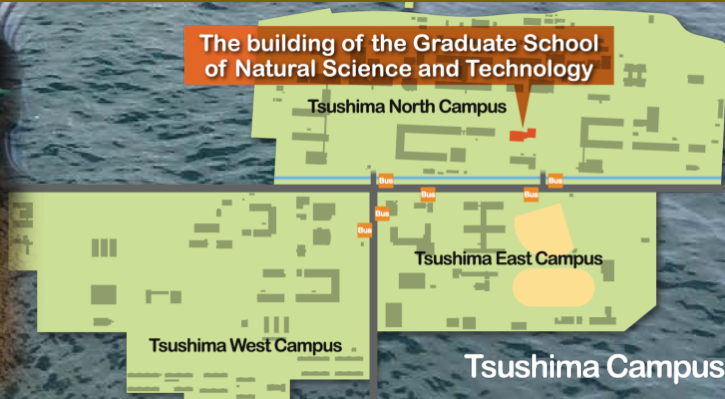 The building of the Graduate School
of Natural Science and Technology
Tsushima North Campus
Bus
Bus
Bus
Bus
Bus
Bus
Tsushima East Campus
Tsushima West Campus
Tsushima Campus